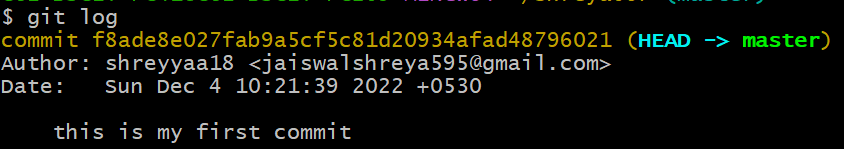 $ git log
commit f8ade8e027fab9a5cf5c81d20934afad48796021 (HEAD -> master)
Author: shreyyaa18 <jaiswalshreya595@gmail.com>
Date:   Sun Dec 4 10:21:39 2022 +0530
this is my first commit